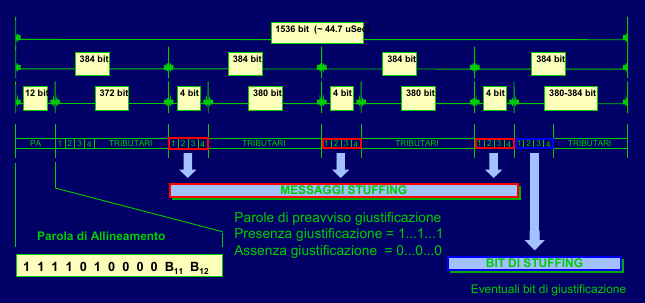 1536 bit (~ 44.7 uSec
384 bit 384 bit 384 bit 384 bit
12 bit 372 bit 4 bit 380 bit 4 bit 380 bit 4 bit 380-384 bit
PA 1 2 3 4 TRIBUTARI 1 2 3 4 TRIBUTARI 1 2 3 4 TRIBUTARI 1 2 3 4 1 2 3 4 TRIBUTARI
MESSAGGI STUFFING
Parole di preavviso giustificazione
Presenza giustificazione = 1...1...1
Assenza giustificazione = 0...0...0
Parola di Allineamento
1 1 1 1 0 1 0 0 0 0 B11 B12
BIT DI STUFFING
Eventuali bit di giustificazione